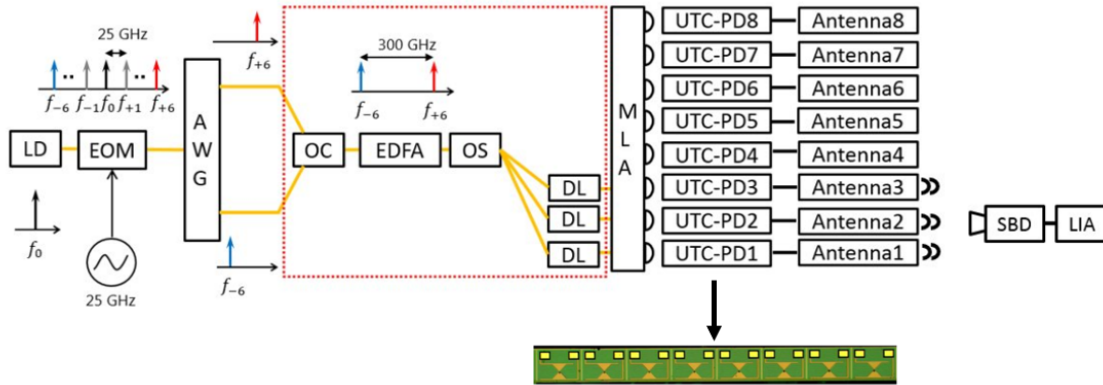 25 GHz
f₋₆ f₋₁ f₀ f₊₁ f₊₆
LD
EOM
f₀
25 GHz
AWG
f₊₆
f₋₆
300 GHz
f₋₆ f₊₆
OC
EDFA
OS
DL
DL
DL
MLA
UTC-PD8 Antenna8
UTC-PD7 Antenna7
UTC-PD6 Antenna6
UTC-PD5 Antenna5
UTC-PD4 Antenna4
UTC-PD3 Antenna3
UTC-PD2 Antenna2
UTC-PD1 Antenna1
SBD
LIA